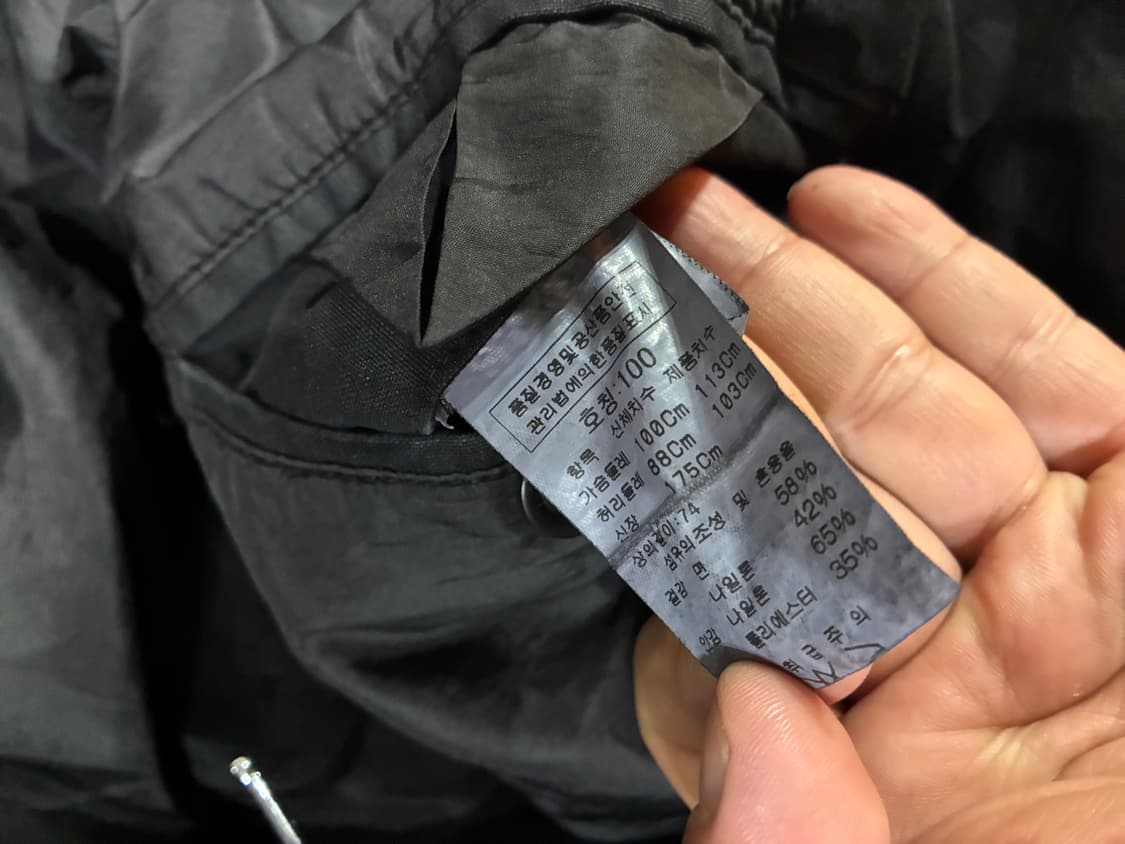 품질경영및공산품안전
관리법에의한품질표시
호칭:100
항목 신체치수 제품치수
가슴둘레 100Cm 113Cm
허리둘레 88Cm 103Cm
신장 175Cm
상의길이:74
섬유의조성 및 혼용율
겉감 면 58%
나일론 42%
안감 나일론 65%
폴리에스터 35%
취급주의